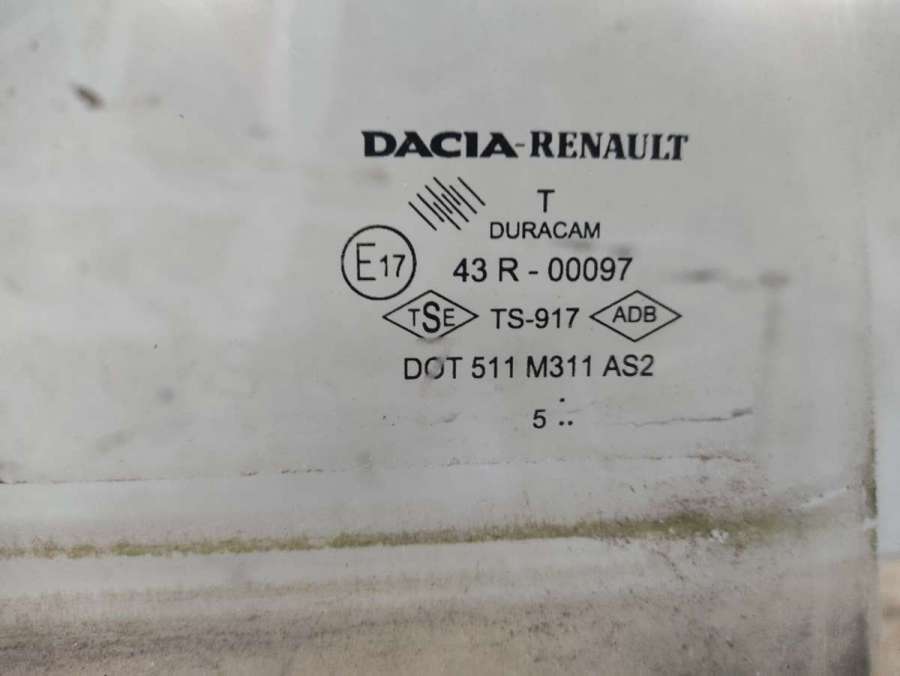 DACIA-RENAULT
T
DURACAM
E17 43 R - 00097
TSE TS-917 ADB
DOT 511 M311 AS2
5 :.